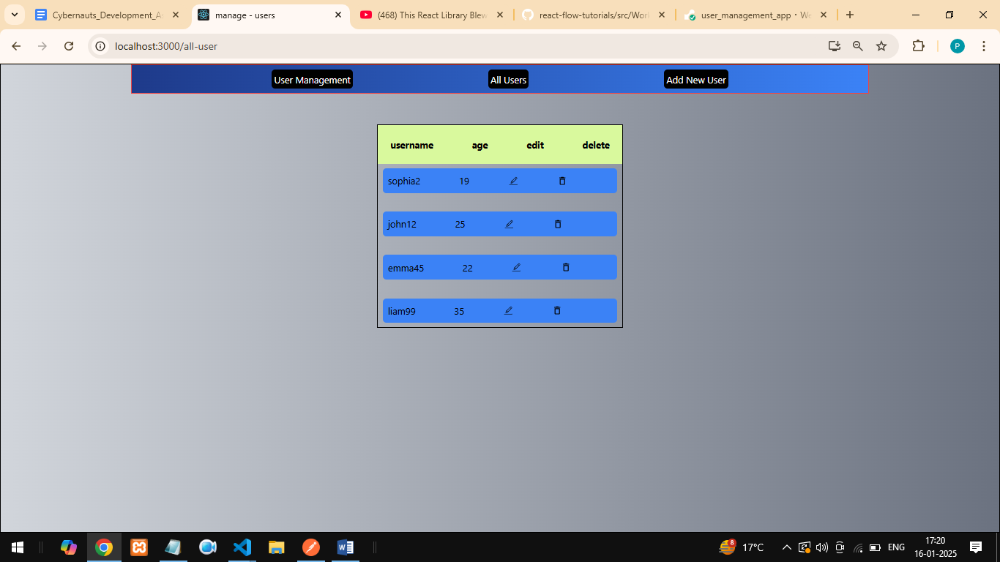 Cybernauts_Development_A
manage - users
(468) This React Library Blew
react-flow-tutorials/src/Wor
user_management_app • We
localhost:3000/all-user
P
User Management All Users Add New User
username age edit delete
sophia2 19
john12 25
emma45 22
liam99 35
8
17°C
ENG
17:20
16-01-2025